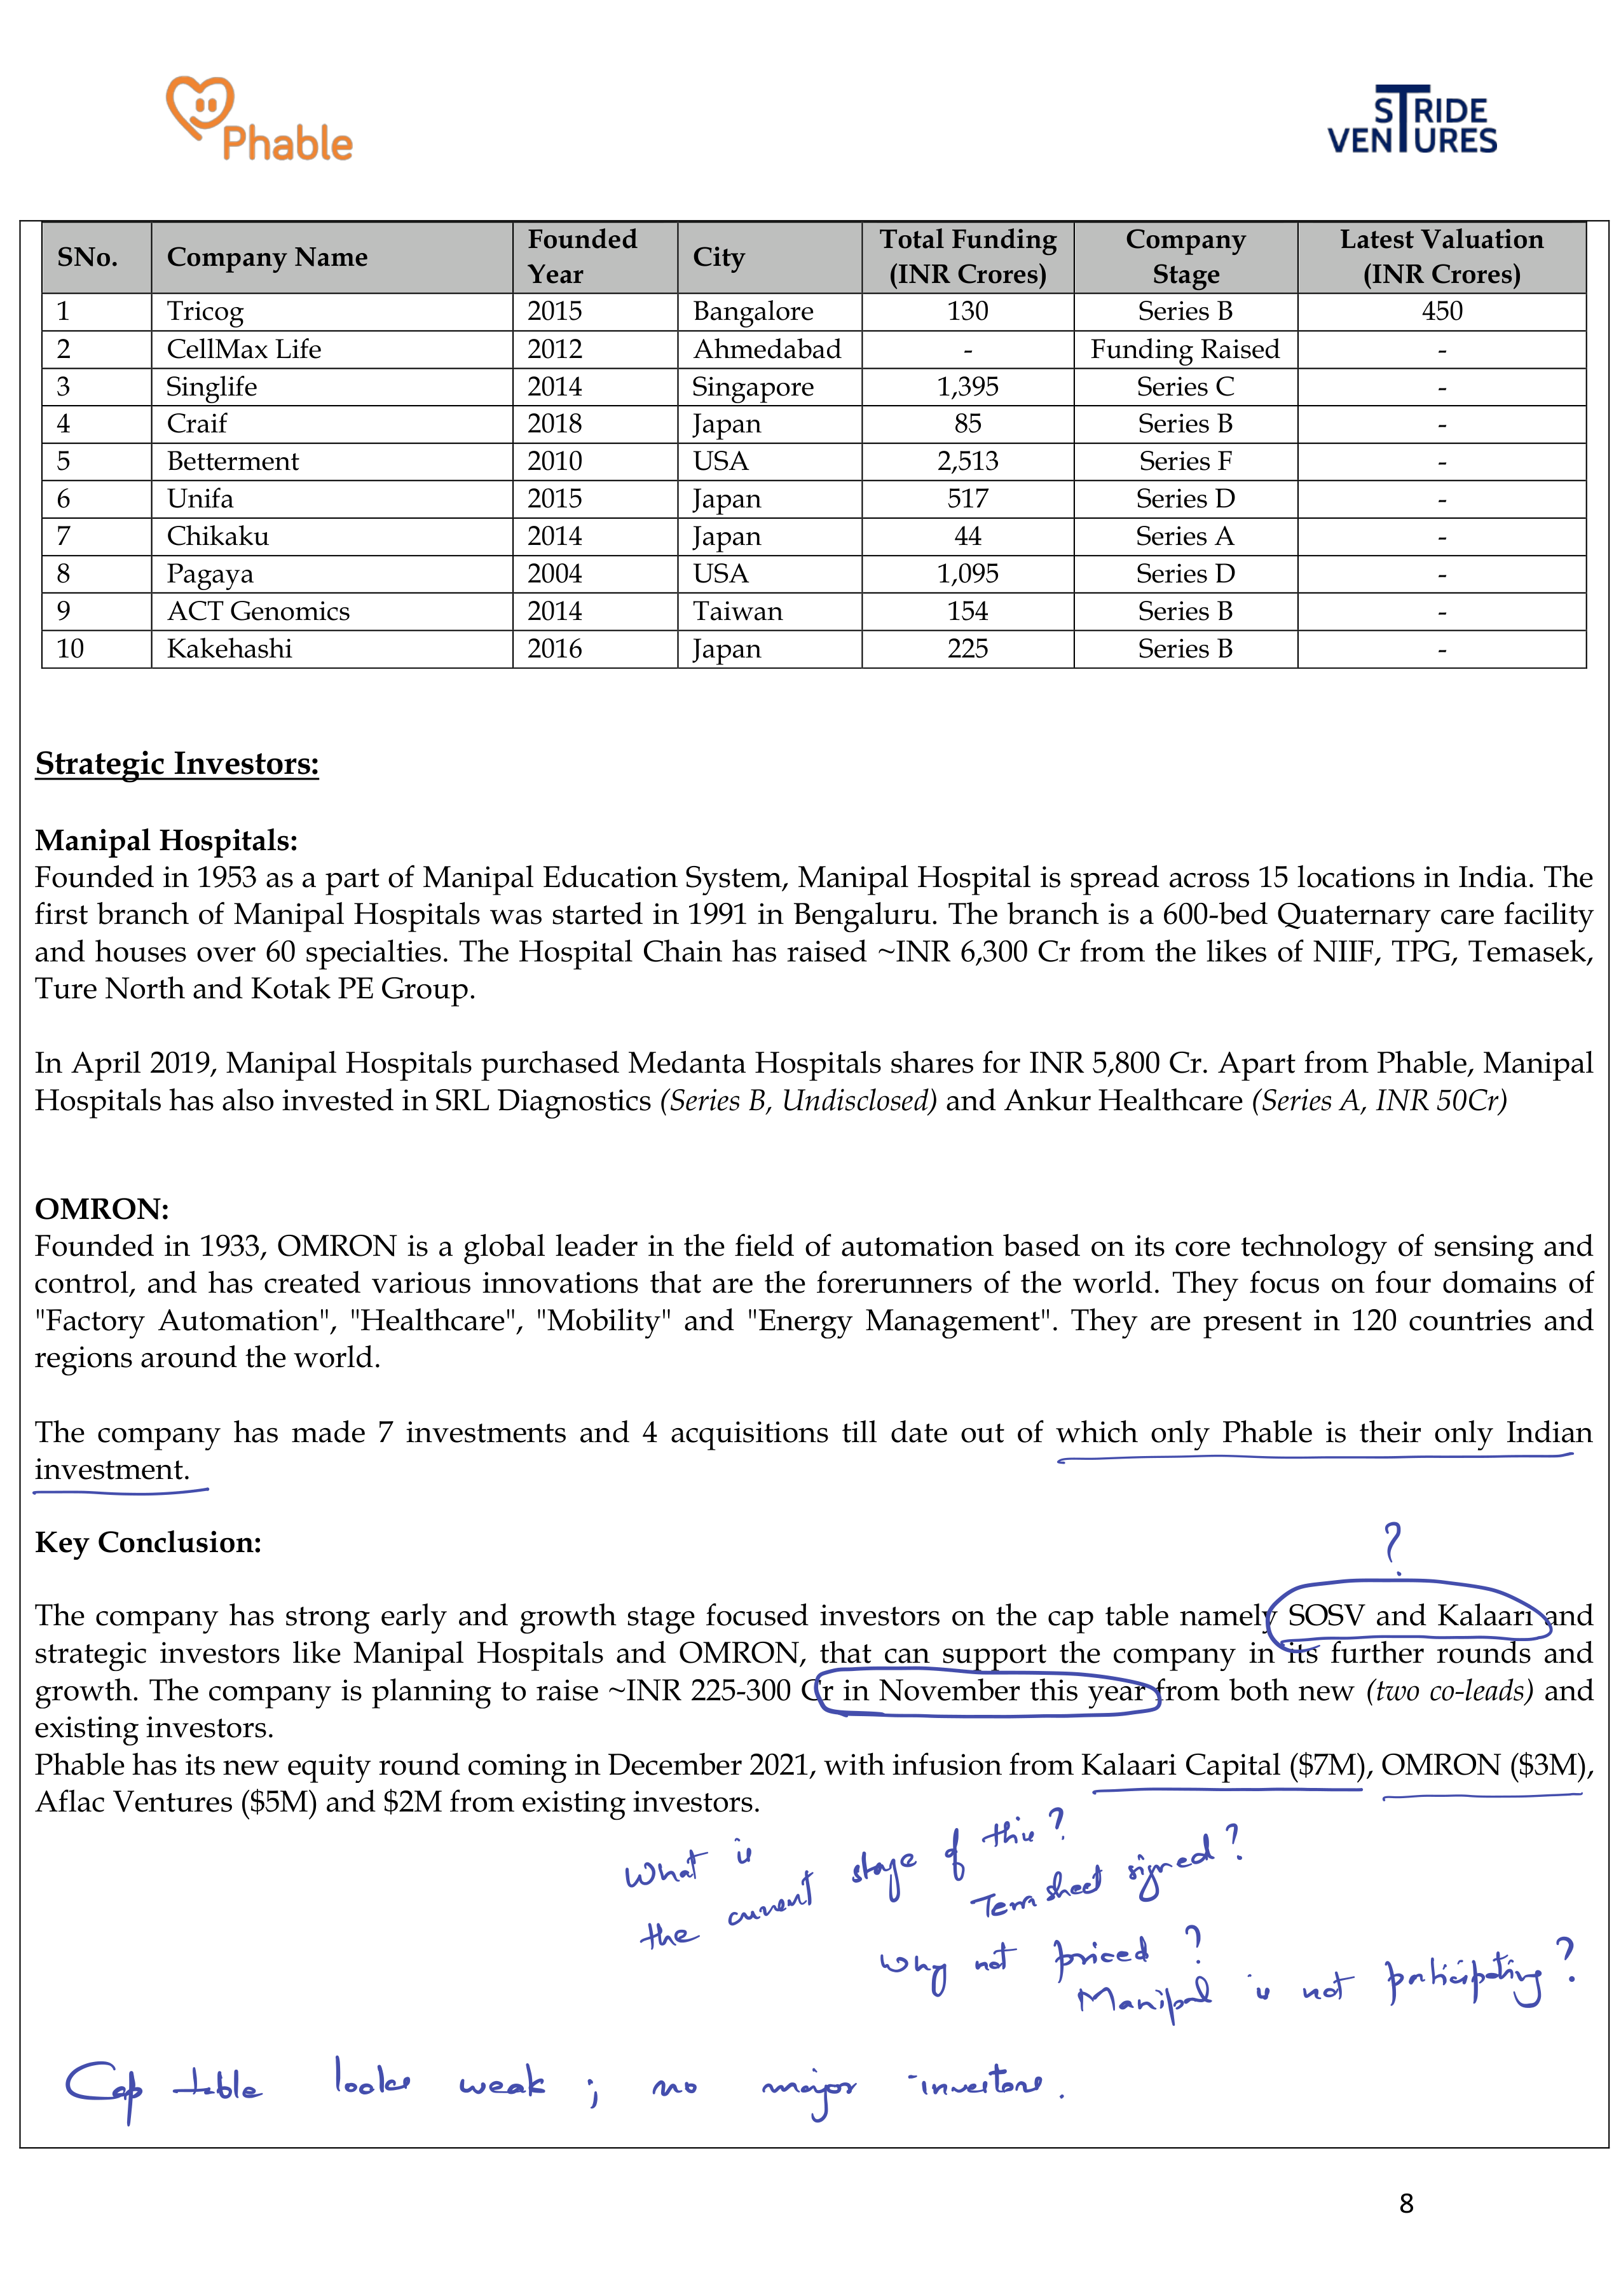 Phable
STRIDE
VENTURES
SNo. Company Name Founded Year City Total Funding (INR Crores) Company Stage Latest Valuation (INR Crores)
1 Tricog 2015 Bangalore 130 Series B 450
2 CellMax Life 2012 Ahmedabad - Funding Raised -
3 Singlife 2014 Singapore 1,395 Series C -
4 Craif 2018 Japan 85 Series B -
5 Betterment 2010 USA 2,513 Series F -
6 Unifa 2015 Japan 517 Series D -
7 Chikaku 2014 Japan 44 Series A -
8 Pagaya 2004 USA 1,095 Series D -
9 ACT Genomics 2014 Taiwan 154 Series B -
10 Kakehashi 2016 Japan 225 Series B -
Strategic Investors:
Manipal Hospitals:
Founded in 1953 as a part of Manipal Education System, Manipal Hospital is spread across 15 locations in India. The
first branch of Manipal Hospitals was started in 1991 in Bengaluru. The branch is a 600-bed Quaternary care facility
and houses over 60 specialties. The Hospital Chain has raised ~INR 6,300 Cr from the likes of NIIF, TPG, Temasek,
Ture North and Kotak PE Group.
In April 2019, Manipal Hospitals purchased Medanta Hospitals shares for INR 5,800 Cr. Apart from Phable, Manipal
Hospitals has also invested in SRL Diagnostics (Series B, Undisclosed) and Ankur Healthcare (Series A, INR 50Cr)
OMRON:
Founded in 1933, OMRON is a global leader in the field of automation based on its core technology of sensing and
control, and has created various innovations that are the forerunners of the world. They focus on four domains of
"Factory Automation", "Healthcare", "Mobility" and "Energy Management". They are present in 120 countries and
regions around the world.
The company has made 7 investments and 4 acquisitions till date out of which only Phable is their only Indian
investment.
Key Conclusion:
?
The company has strong early and growth stage focused investors on the cap table namely SOSV and Kalaari and
strategic investors like Manipal Hospitals and OMRON, that can support the company in its further rounds and
growth. The company is planning to raise ~INR 225-300 Cr in November this year from both new (two co-leads) and
existing investors.
Phable has its new equity round coming in December 2021, with infusion from Kalaari Capital ($7M), OMRON ($3M),
Aflac Ventures ($5M) and $2M from existing investors.
What is
the current stage of this?
Term sheet signed?
Why not priced?
Manipal is not participating?
Cap table looks weak; no major investors.
8